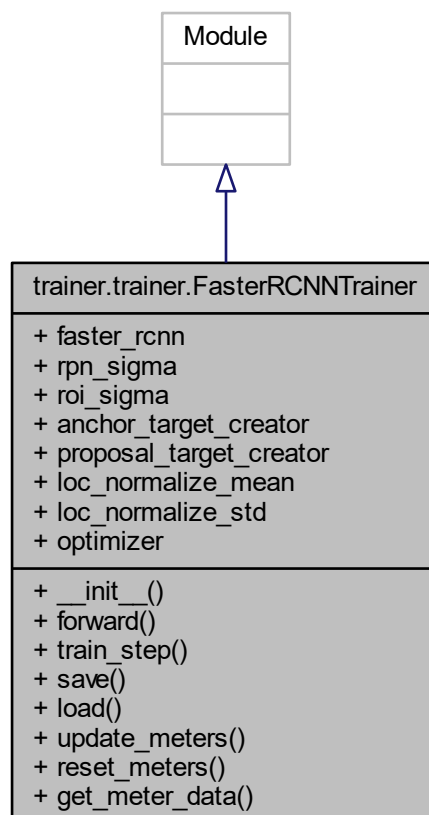 Module
trainer.trainer.FasterRCNNTrainer
+ faster_rcnn
+ rpn_sigma
+ roi_sigma
+ anchor_target_creator
+ proposal_target_creator
+ loc_normalize_mean
+ loc_normalize_std
+ optimizer
+ __init__()
+ forward()
+ train_step()
+ save()
+ load()
+ update_meters()
+ reset_meters()
+ get_meter_data()